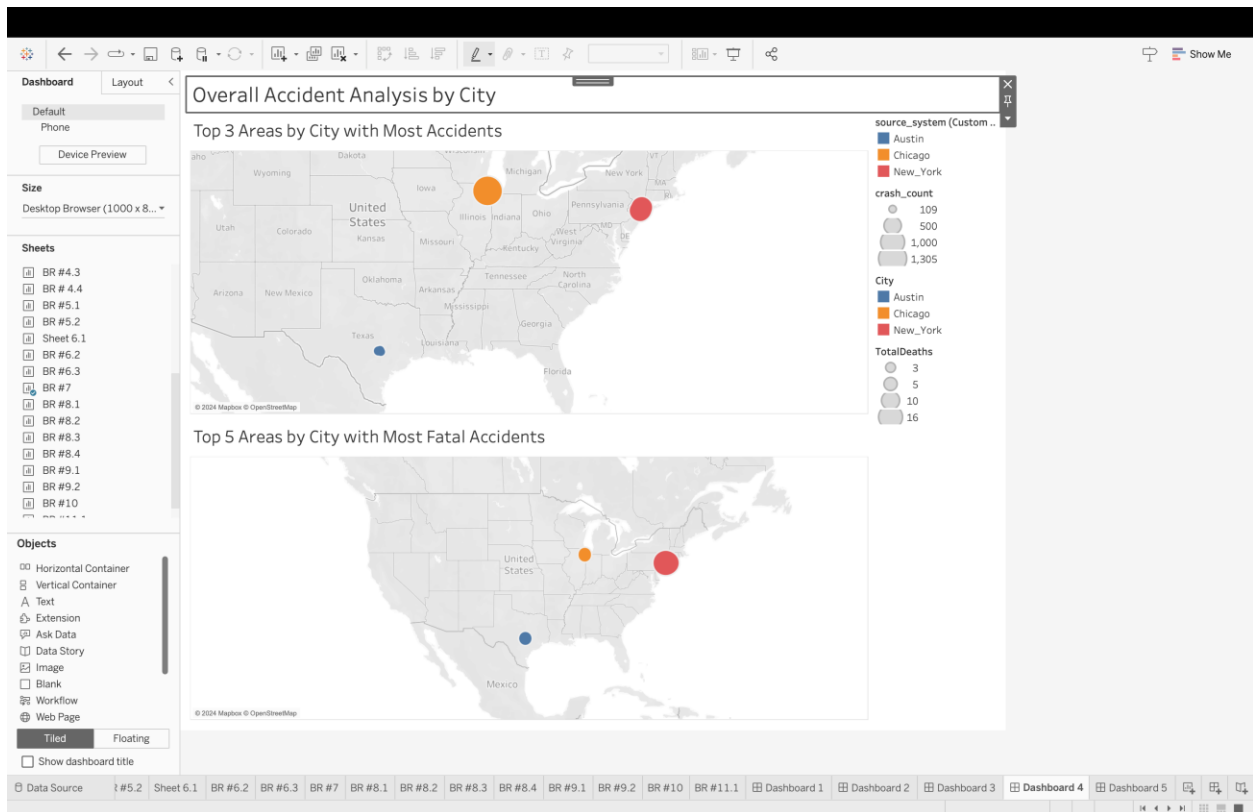 Show Me
Dashboard
Layout
Default
Phone
Device Preview
Size
Desktop Browser (1000 x 8...
Sheets
BR #4.3
BR # 4.4
BR #5.1
BR #5.2
Sheet 6.1
BR #6.2
BR #6.3
BR #7
BR #8.1
BR #8.2
BR #8.3
BR #8.4
BR #9.1
BR #9.2
BR #10
Objects
Horizontal Container
Vertical Container
A Text
Extension
Ask Data
Data Story
Image
Blank
Workflow
Web Page
Tiled
Floating
Show dashboard title
Overall Accident Analysis by City
Top 3 Areas by City with Most Accidents
aho
Dakota
VT
Wyoming
Michigan
New York
MA
RI
Iowa
United
States
Illinois
Indiana
Ohio
Pennsylvania
MD
DE
Utah
Colorado
Kansas
Missouri
West
Virginia
Kentucky
Arizona
New Mexico
Oklahoma
Arkansas
Tennessee
North
Carolina
Mississippi
Georgia
Texas
Louisiana
Florida
© 2024 Mapbox © OpenStreetMap
Top 5 Areas by City with Most Fatal Accidents
United
States
Mexico
© 2024 Mapbox © OpenStreetMap
source_system (Custom ..
Austin
Chicago
New_York
crash_count
109
500
1,000
1,305
City
Austin
Chicago
New_York
TotalDeaths
3
5
10
16
Data Source
#5.2
Sheet 6.1
BR #6.2
BR #6.3
BR #7
BR #8.1
BR #8.2
BR #8.3
BR #8.4
BR #9.1
BR #9.2
BR #10
BR #11.1
Dashboard 1
Dashboard 2
Dashboard 3
Dashboard 4
Dashboard 5